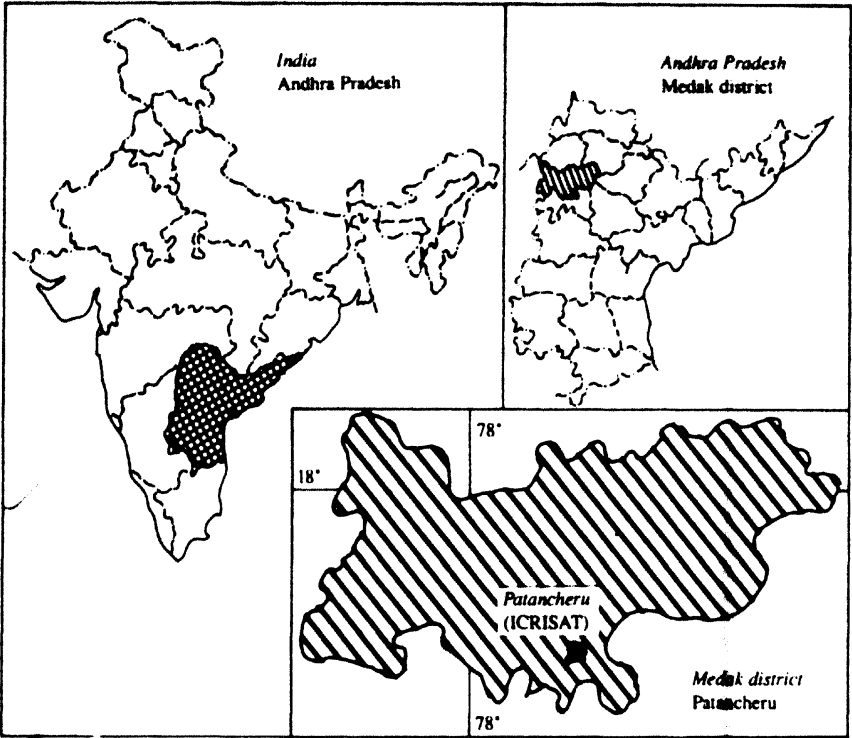 India
Andhra Pradesh
Andhra Pradesh
Medak district
78°
18°
Patancheru
(ICRISAT)
Medak district
Patancheru
78°